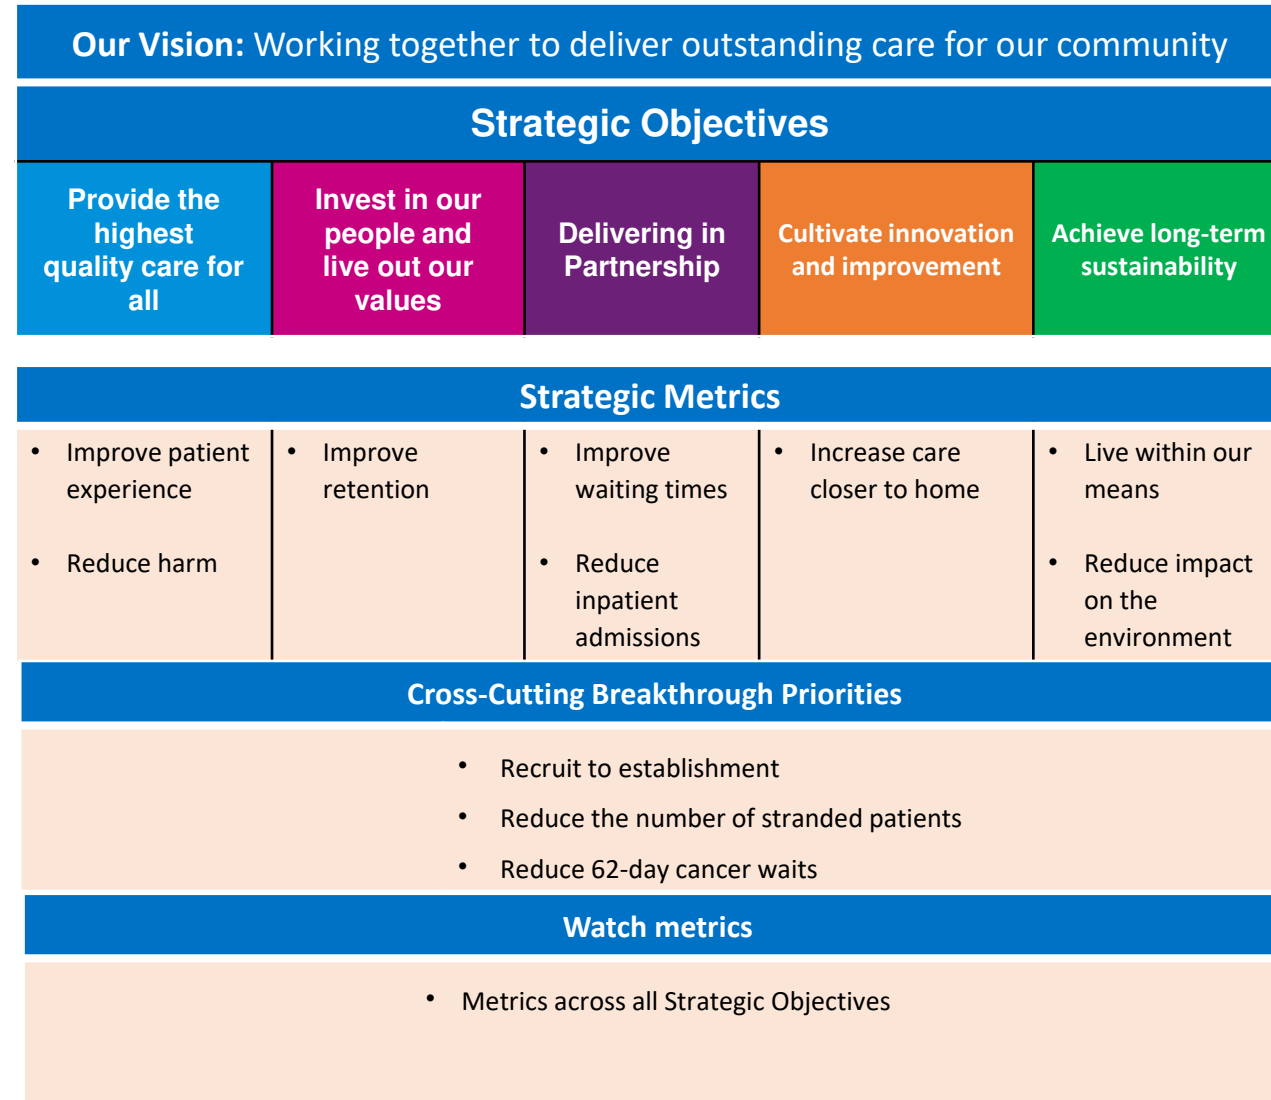 Our Vision: Working together to deliver outstanding care for our community
Strategic Objectives
Provide the
highest
quality care for
all
Invest in our
people and
live out our
values
Delivering in
Partnership
Cultivate innovation
and improvement
Achieve long-term
sustainability
Strategic Metrics
• Improve patient
experience
• Reduce harm
• Improve
retention
• Improve
waiting times
• Reduce
inpatient
admissions
• Increase care
closer to home
• Live within our
means
• Reduce impact
on the
environment
Cross-Cutting Breakthrough Priorities
• Recruit to establishment
• Reduce the number of stranded patients
• Reduce 62-day cancer waits
Watch metrics
• Metrics across all Strategic Objectives